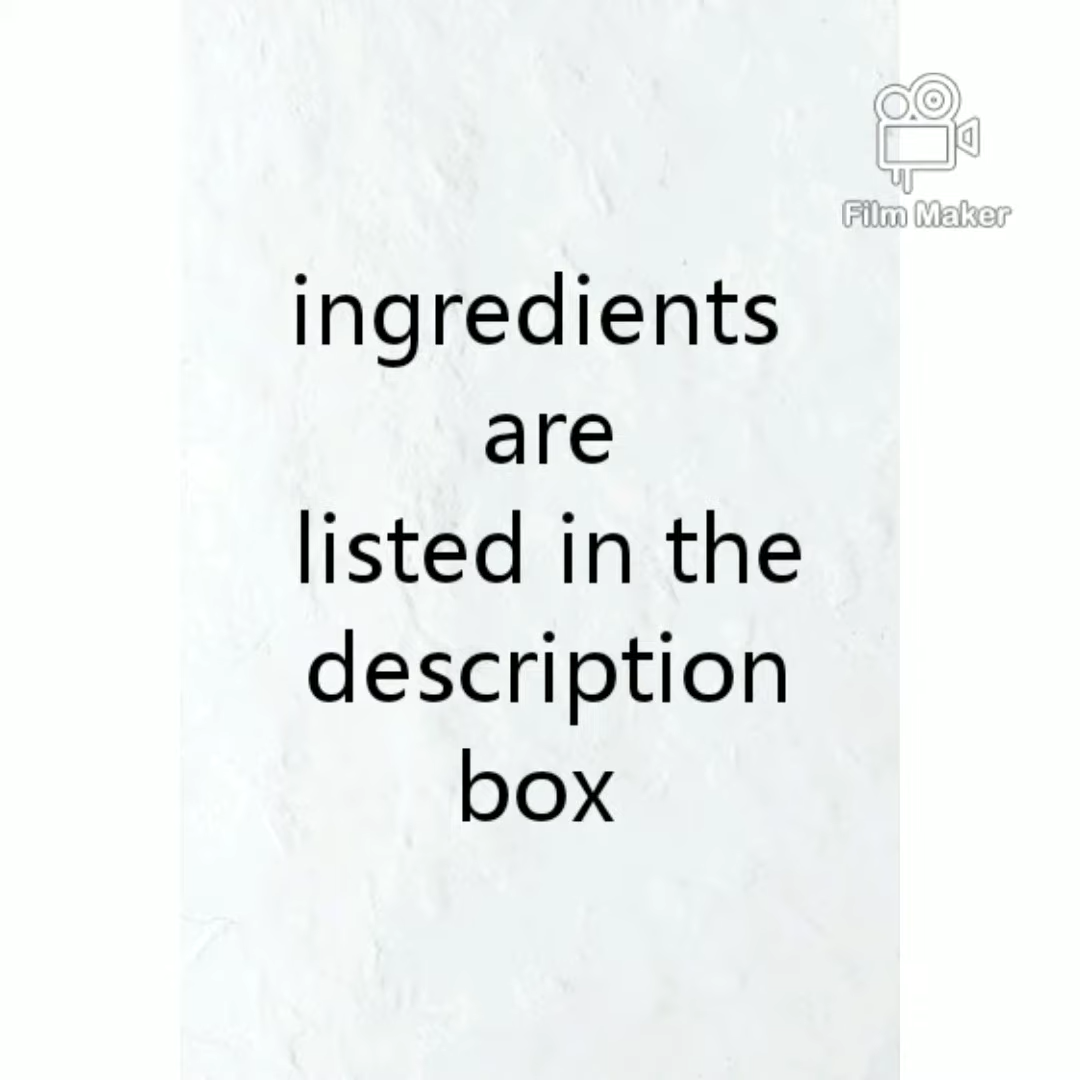 Film Maker
ingredients
are
listed in the
description
box